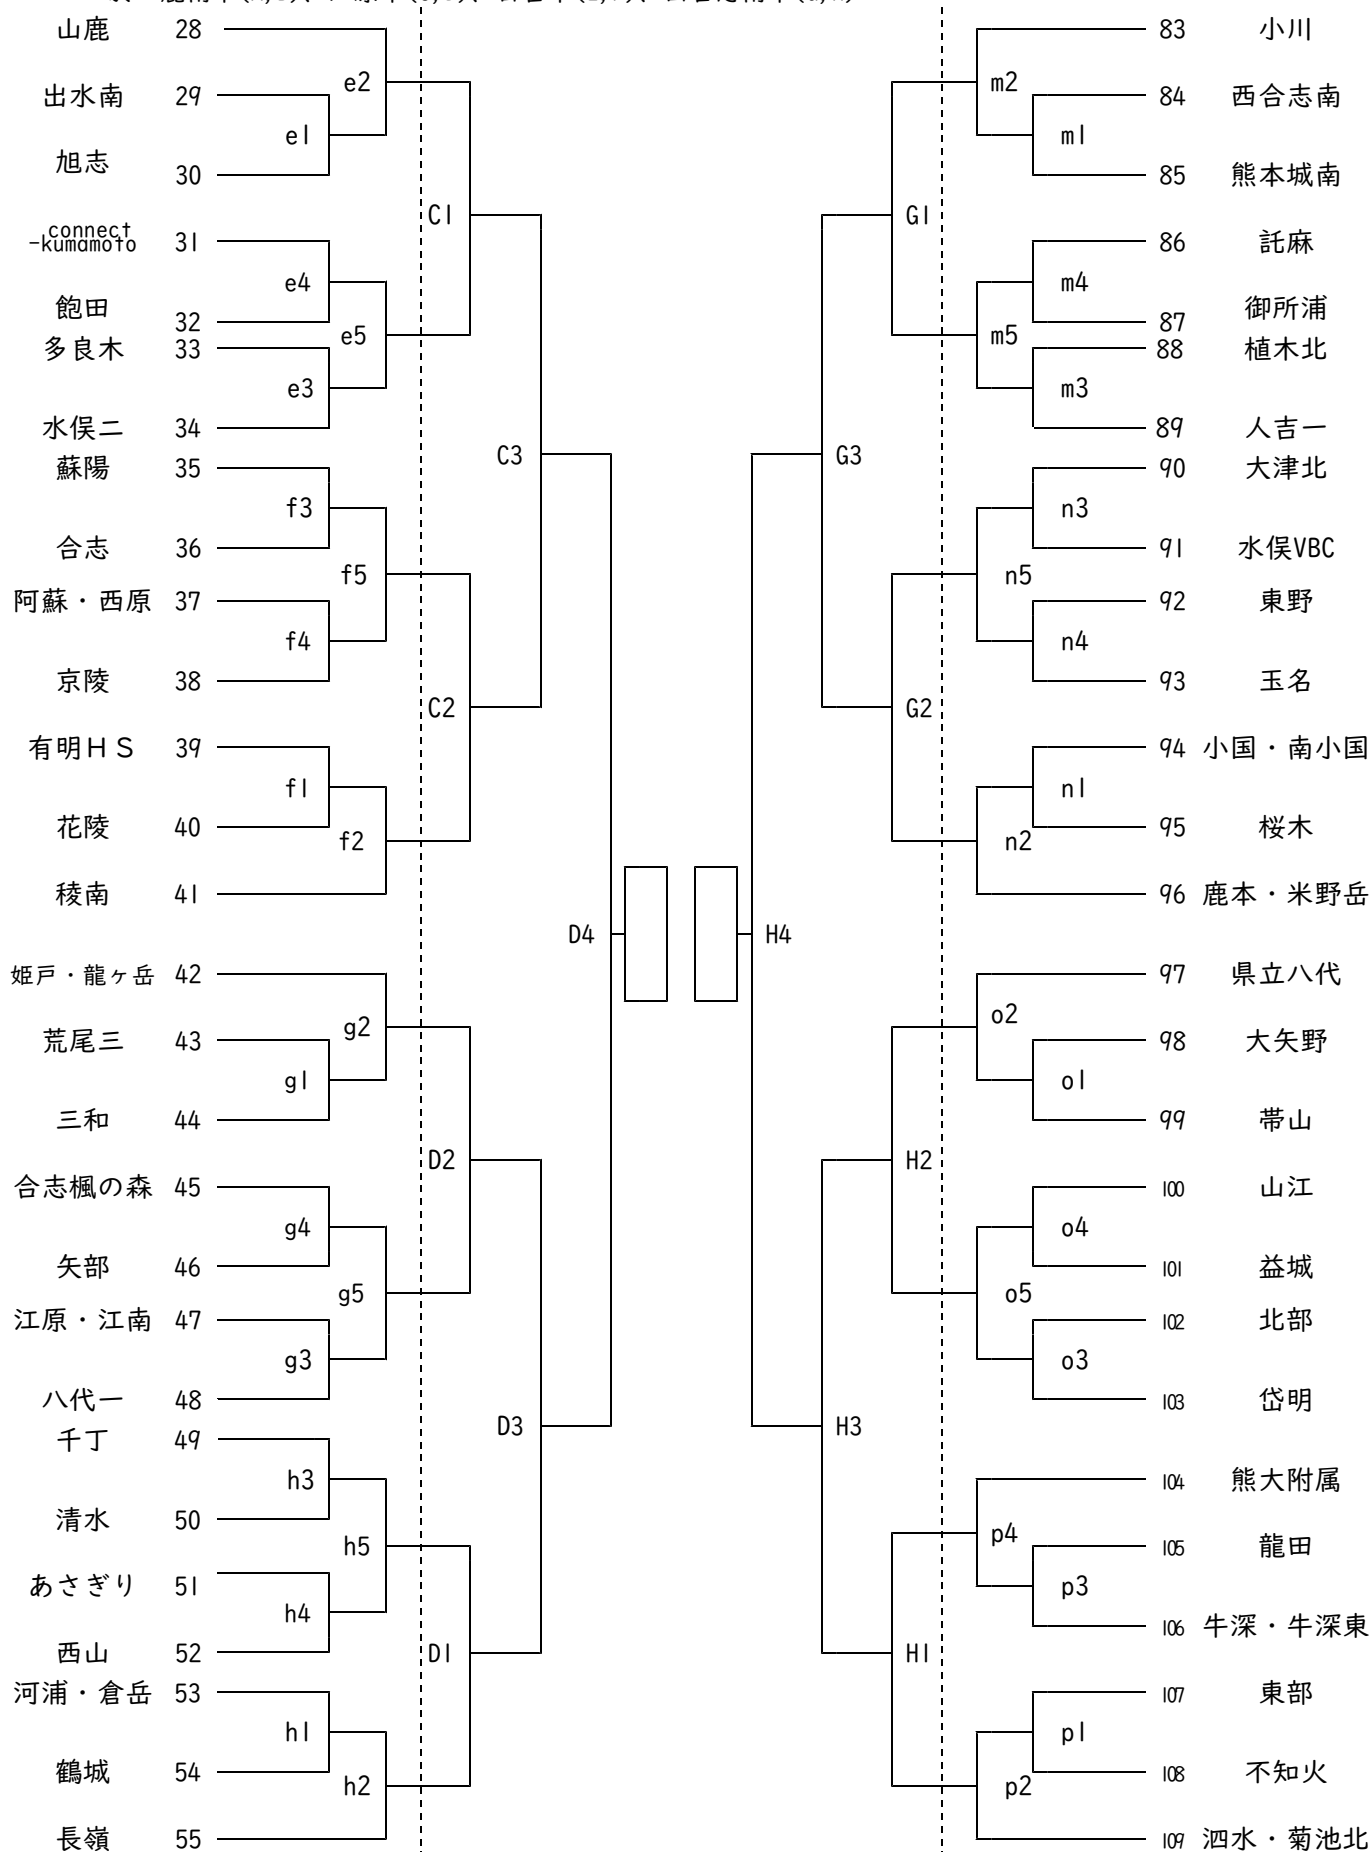 山鹿 28
e2
出水南 29
e1
旭志 30
C1
connect
-kumamoto 31
e4
飽田 32
e5
多良木 33
e3
水俣二 34
C3
蘇陽 35
f3
合志 36
f5
阿蘇・西原 37
f4
京陵 38
C2
有明ＨＳ 39
f1
花陵 40
f2
稜南 41
D4
姫戸・龍ヶ岳 42
g2
荒尾三 43
g1
三和 44
D2
合志楓の森 45
g4
矢部 46
g5
江原・江南 47
g3
八代一 48
D3
千丁 49
h3
清水 50
h5
あさぎり 51
h4
西山 52
D1
河浦・倉岳 53
h1
鶴城 54
h2
長嶺 55
83 小川
m2
84 西合志南
m1
85 熊本城南
G1
86 託麻
m4
87 御所浦
m5
88 植木北
m3
89 人吉一
G3
90 大津北
n3
91 水俣VBC
n5
92 東野
n4
93 玉名
G2
94 小国・南小国
n1
95 桜木
n2
96 鹿本・米野岳
H4
97 県立八代
o2
98 大矢野
o1
99 帯山
H2
100 山江
o4
101 益城
o5
102 北部
o3
103 岱明
H3
104 熊大附属
p4
105 龍田
p3
106 牛深・牛深東
H1
107 東部
p1
108 不知火
p2
109 泗水・菊池北